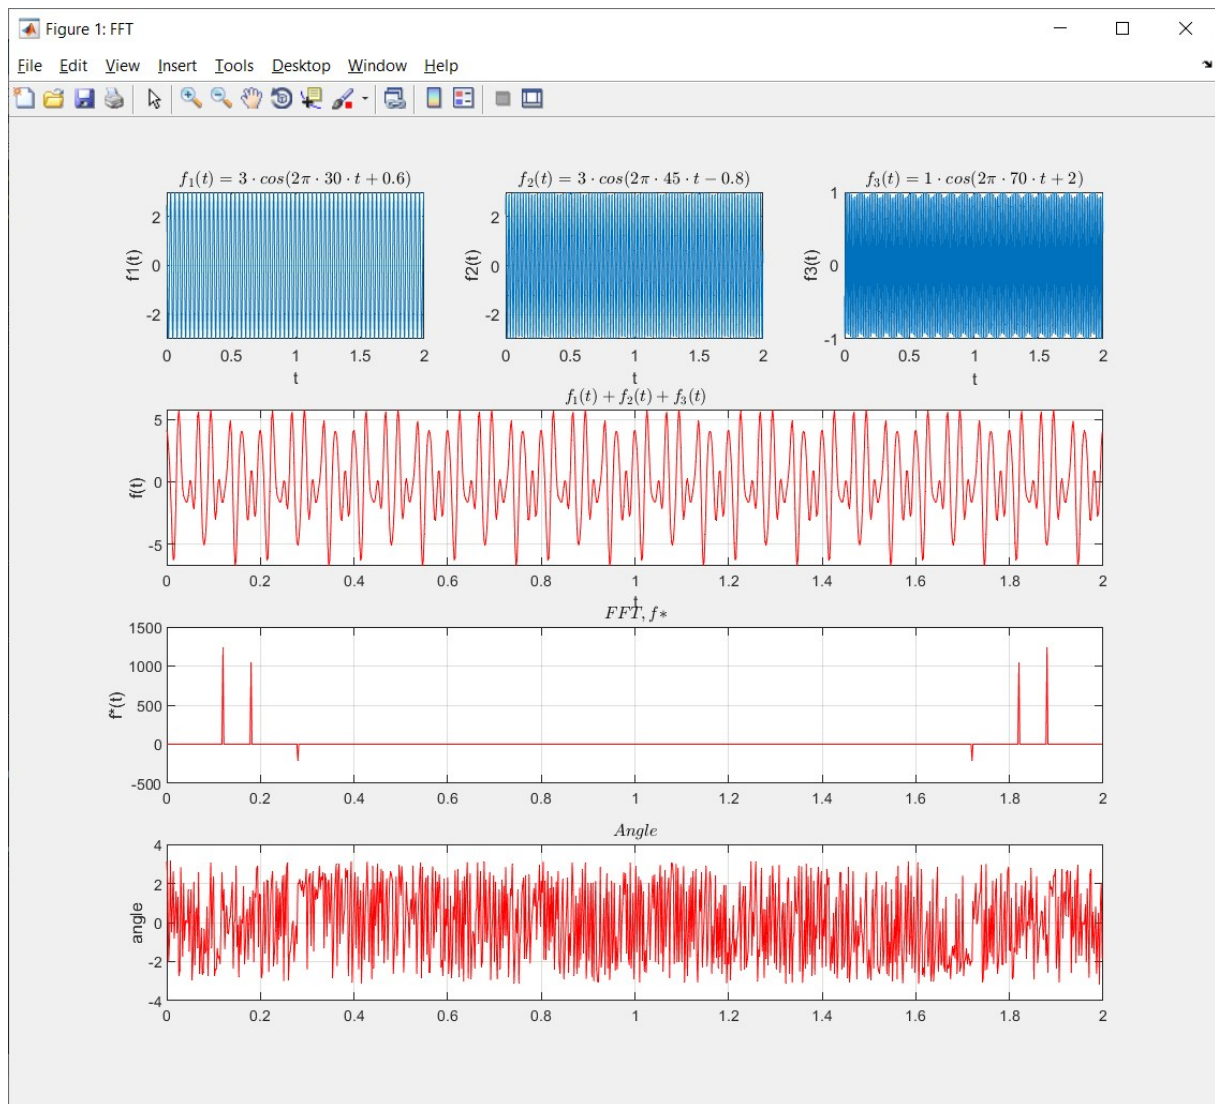 Figure 1: FFT
File Edit View Insert Tools Desktop Window Help
f₁(t) = 3 · cos(2π · 30 · t + 0.6)
f1(t)
2
0
-2
0 0.5 1 1.5 2
t
f₂(t) = 3 · cos(2π · 45 · t − 0.8)
f2(t)
2
0
-2
0 0.5 1 1.5 2
t
f₃(t) = 1 · cos(2π · 70 · t + 2)
f3(t)
1
0
-1
0 0.5 1 1.5 2
t
f₁(t) + f₂(t) + f₃(t)
f(t)
5
0
-5
0 0.2 0.4 0.6 0.8 1 1.2 1.4 1.6 1.8 2
t
FFT, f*
f*(t)
1500
1000
500
0
-500
0 0.2 0.4 0.6 0.8 1 1.2 1.4 1.6 1.8 2
Angle
angle
4
2
0
-2
-4
0 0.2 0.4 0.6 0.8 1 1.2 1.4 1.6 1.8 2